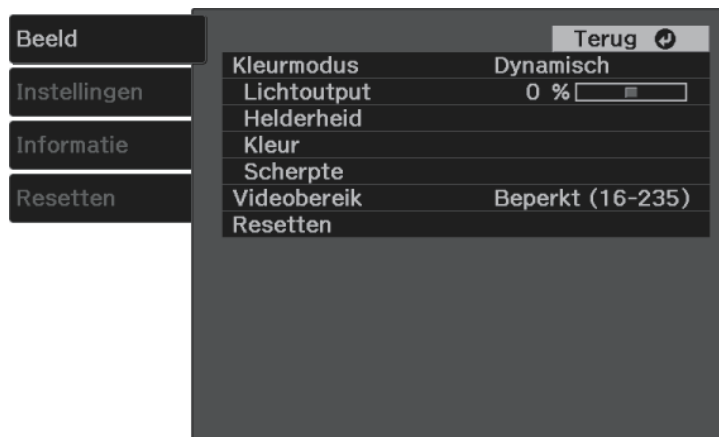 Beeld
Instellingen
Informatie
Resetten
Terug
Kleurmodus Dynamisch
Lichtoutput 0 %
Helderheid
Kleur
Scherpte
Videobereik Beperkt (16-235)
Resetten